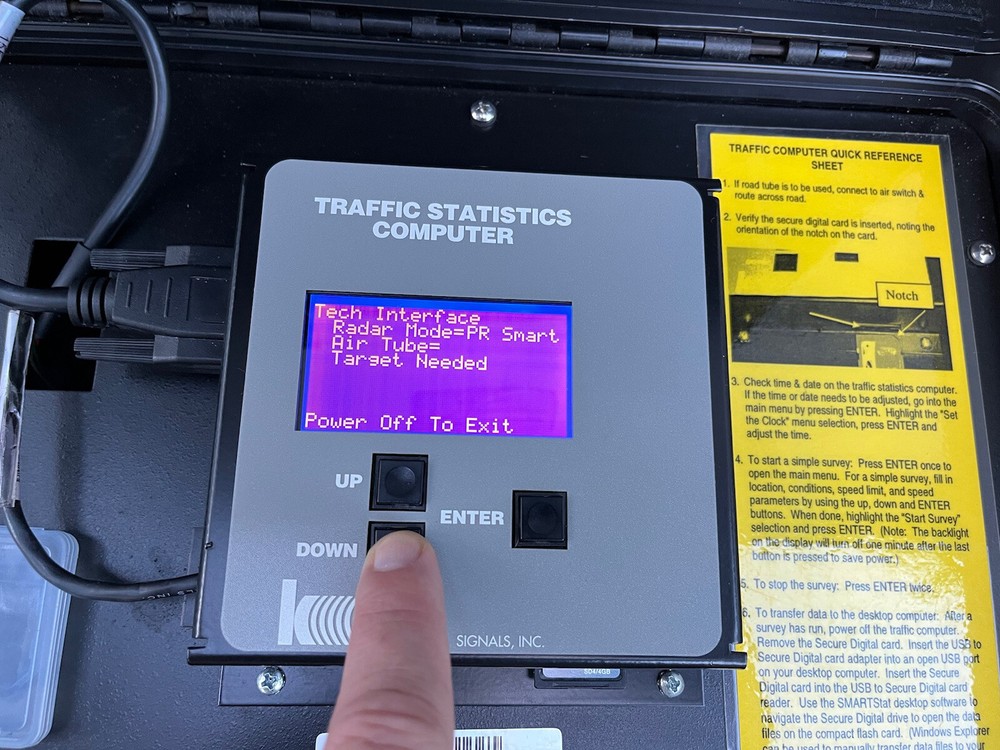 TRAFFIC STATISTICS
COMPUTER
Tech Interface
Radar Mode=PR Smart
Air Tube=
Target Needed
Power Off To Exit
UP
ENTER
DOWN
SIGNALS, INC.
TRAFFIC COMPUTER QUICK REFERENCE
SHEET
1. If road tube is to be used, connect to air switch &
route across road.
2. Verify the secure digital card is inserted, noting the
orientation of the notch on the card.
Notch
3. Check time & date on the traffic statistics computer.
If the time or date needs to be adjusted, go into the
main menu by pressing ENTER. Highlight the "Set
the Clock" menu selection, press ENTER and
adjust the time.
4. To start a simple survey: Press ENTER once to
open the main menu. For a simple survey, fill in
location, conditions, speed limit, and speed
parameters by using the up, down and ENTER
buttons. When done, highlight the "Start Survey"
selection and press ENTER. (Note: The backlight
on the display will turn off one minute after the last
button is pressed to save power.)
5. To stop the survey: Press ENTER twice.
6. To transfer data to the desktop computer: After a
survey has run, power off the traffic computer.
Remove the Secure Digital card. Insert the USB to
Secure Digital card adapter into an open USB port
on your desktop computer. Insert the Secure
Digital card into the USB to Secure Digital card
reader. Use the SMARTStat desktop software to
navigate the Secure Digital drive to open the data
files on the compact flash card. (Windows Explorer
can be used to manually transfer data files to your